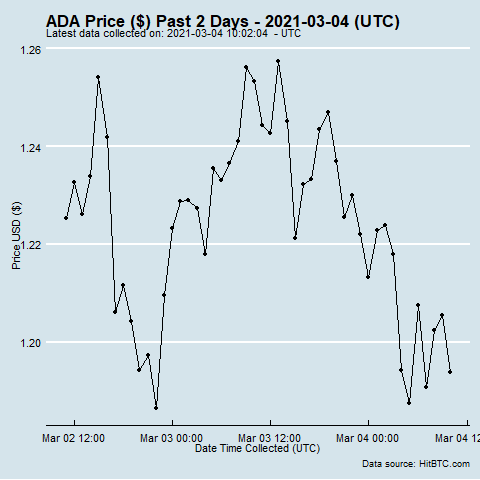 ADA Price ($) Past 2 Days - 2021-03-04 (UTC)
Latest data collected on: 2021-03-04 10:02:04  - UTC
1.26
1.24
1.22
1.20
Price USD ($)
Mar 02 12:00
Mar 03 00:00
Mar 03 12:00
Mar 04 00:00
Mar 04 12
Date Time Collected (UTC)
Data source: HitBTC.com